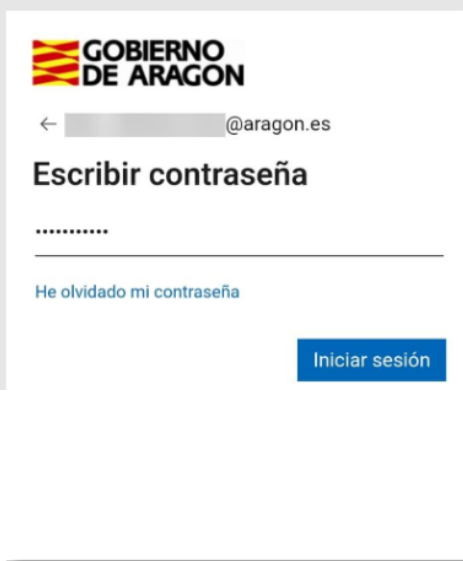 GOBIERNO
DE ARAGON
@aragon.es
Escribir contraseña
He olvidado mi contraseña
Iniciar sesión